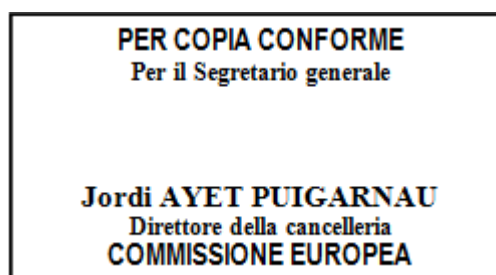 PER COPIA CONFORME
Per il Segretario generale
Jordi AYET PUIGARNAU
Direttore della cancelleria
COMMISSIONE EUROPEA